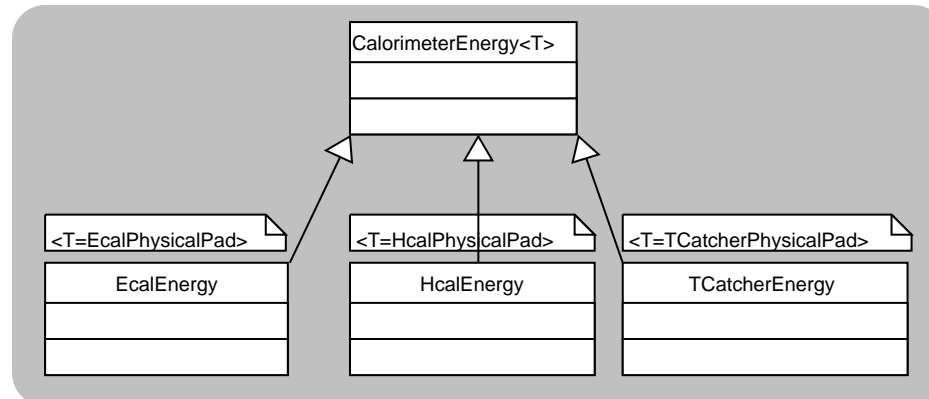 CalorimeterEnergy<T>
<T=EcalPhysicalPad>
<T=HcalPhysicalPad>
<T=TCatcherPhysicalPad>
EcalEnergy
HcalEnergy
TCatcherEnergy